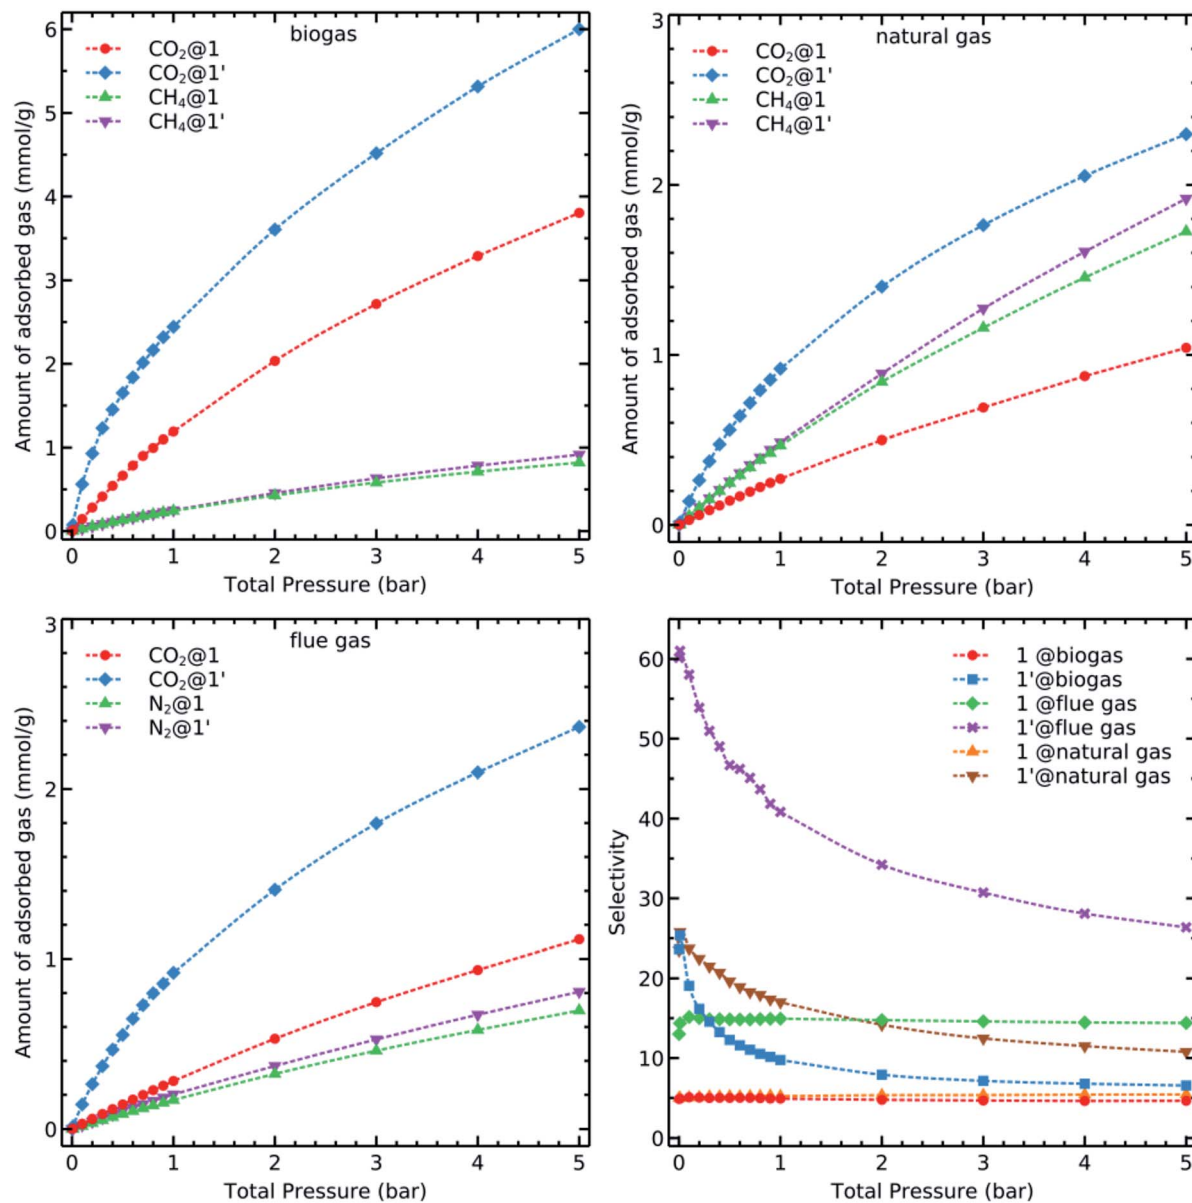 biogas
CO₂@1
CO₂@1'
CH₄@1
CH₄@1'
6
5
4
3
2
1
0
Amount of adsorbed gas (mmol/g)
0 1 2 3 4 5
Total Pressure (bar)
natural gas
CO₂@1
CO₂@1'
CH₄@1
CH₄@1'
3
2
1
0
Amount of adsorbed gas (mmol/g)
0 1 2 3 4 5
Total Pressure (bar)
flue gas
CO₂@1
CO₂@1'
N₂@1
N₂@1'
3
2
1
0
Amount of adsorbed gas (mmol/g)
0 1 2 3 4 5
Total Pressure (bar)
1 @biogas
1'@biogas
1 @flue gas
1'@flue gas
1 @natural gas
1'@natural gas
60
50
40
30
20
10
0
Selectivity
0 1 2 3 4 5
Total Pressure (bar)